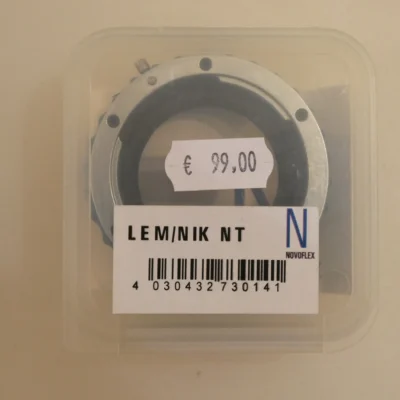 € 99.00
LEM/NIK NT
N
NOVOFLEX
4 030432 730141